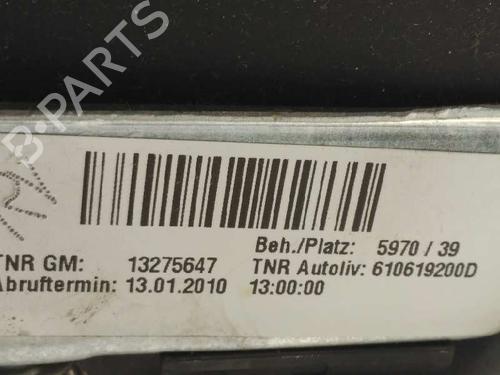 B-PARTS
Beh./Platz: 5970 / 39
TNR GM: 13275647 TNR Autoliv: 610619200D
Abruftermin: 13.01.2010 13:00:00